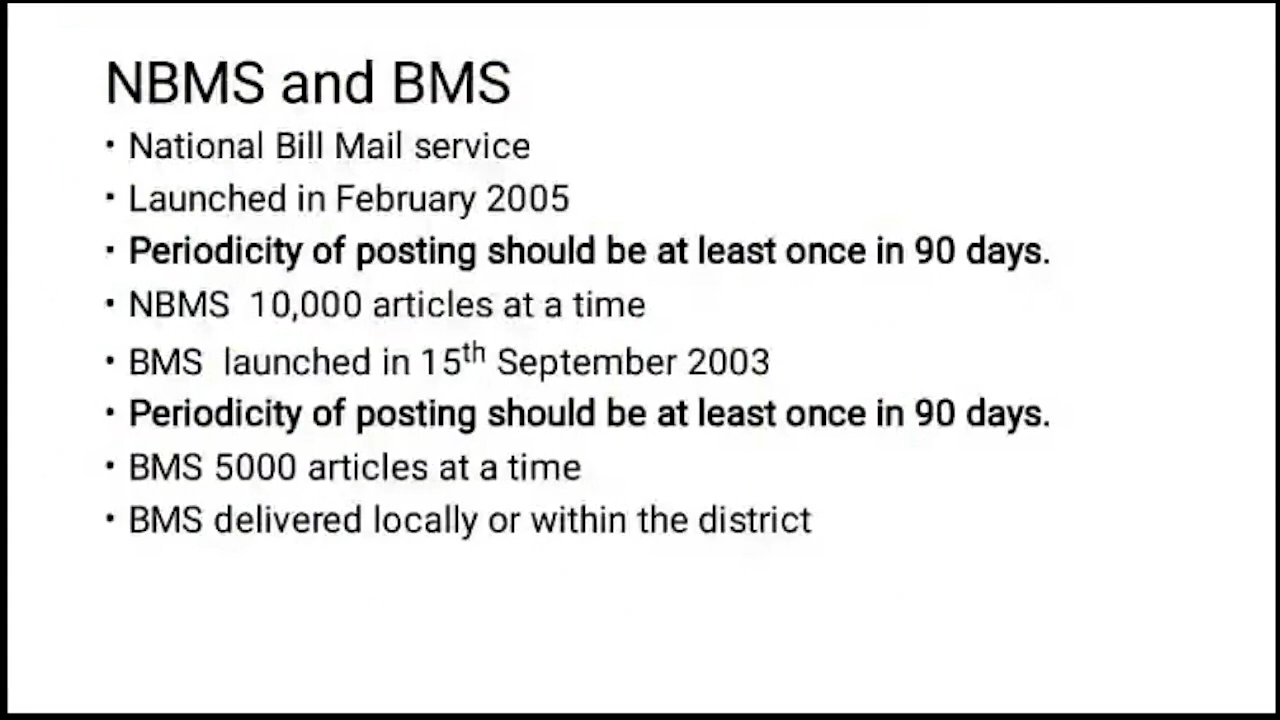 NBMS and BMS
• National Bill Mail service
• Launched in February 2005
• Periodicity of posting should be at least once in 90 days.
• NBMS  10,000 articles at a time
• BMS  launched in 15th September 2003
• Periodicity of posting should be at least once in 90 days.
• BMS 5000 articles at a time
• BMS delivered locally or within the district